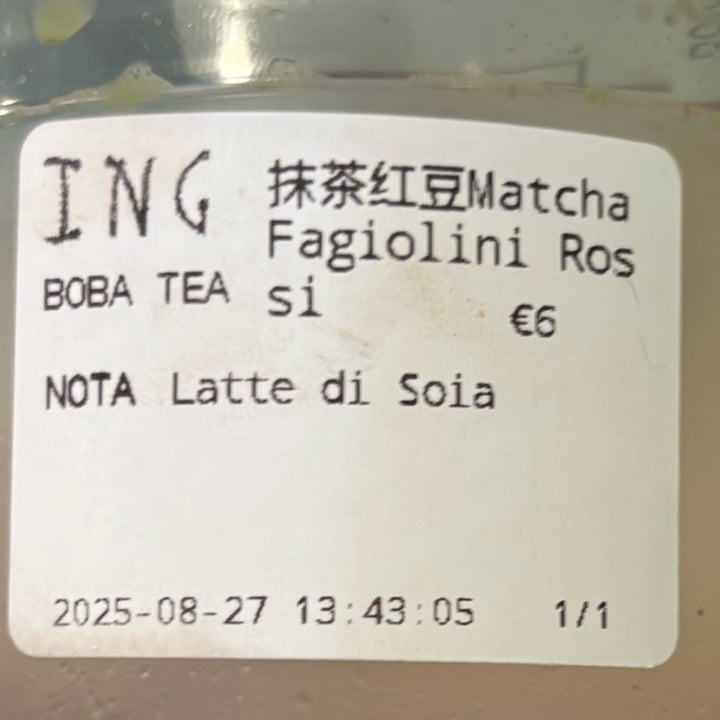 ING
BOBA TEA
抹茶红豆Matcha
Fagiolini Ros
si
€6
NOTA Latte di Soia
2025-08-27 13:43:05 1/1